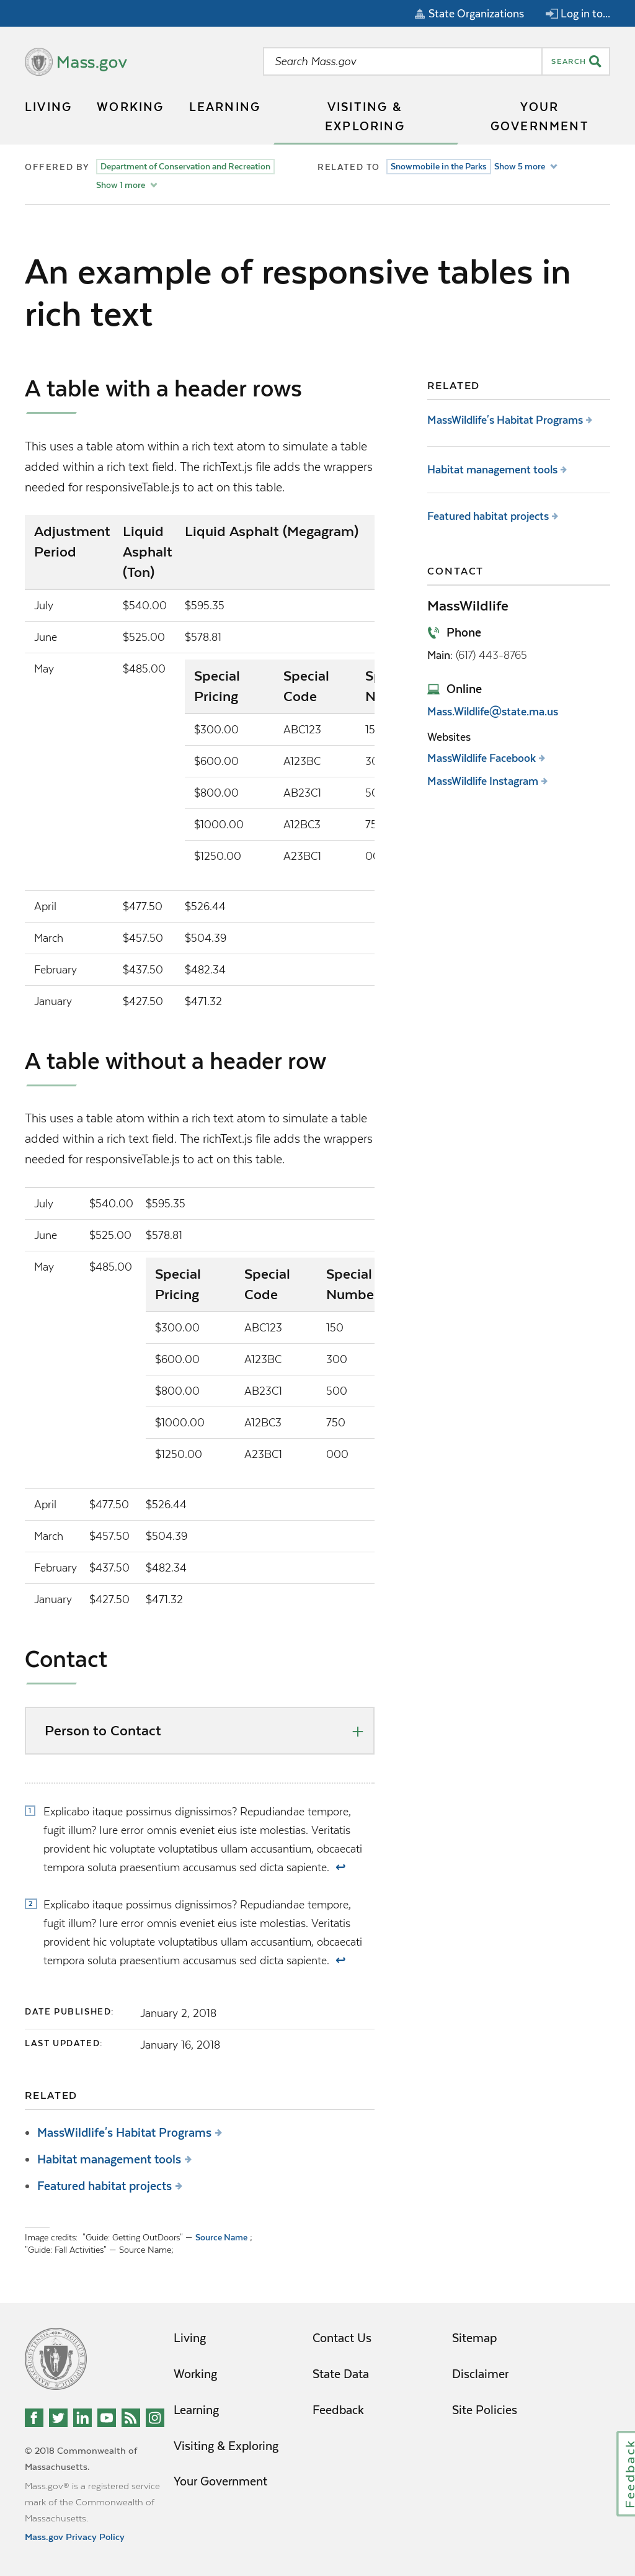 State Organizations
Log in to...
Mass.gov
Search Mass.gov
SEARCH
LIVING
WORKING
LEARNING
VISITING &
EXPLORING
YOUR
GOVERNMENT
OFFERED BY
Department of Conservation and Recreation
Show 1 more
RELATED TO
Snowmobile in the Parks
Show 5 more
An example of responsive tables in
rich text
A table with a header rows
This uses a table atom within a rich text atom to simulate a table
added within a rich text field. The richText.js file adds the wrappers
needed for responsiveTable.js to act on this table.
Adjustment Period Liquid Asphalt (Ton) Liquid Asphalt (Megagram)
July $540.00 $595.35
June $525.00 $578.81
May $485.00
Special Pricing Special Code
$300.00 ABC123 15
$600.00 A123BC
$800.00 AB23C1
$1000.00 A12BC3
$1250.00 A23BC1
April $477.50 $526.44
March $457.50 $504.39
February $437.50 $482.34
January $427.50 $471.32
A table without a header row
This uses a table atom within a rich text atom to simulate a table
added within a rich text field. The richText.js file adds the wrappers
needed for responsiveTable.js to act on this table.
July $540.00 $595.35
June $525.00 $578.81
May $485.00
Special Pricing Special Code Special Numbe
$300.00 ABC123 150
$600.00 A123BC 300
$800.00 AB23C1 500
$1000.00 A12BC3 750
$1250.00 A23BC1 000
April $477.50 $526.44
March $457.50 $504.39
February $437.50 $482.34
January $427.50 $471.32
Contact
Person to Contact
1 Explicabo itaque possimus dignissimos? Repudiandae tempore,
fugit illum? Iure error omnis eveniet eius iste molestias. Veritatis
provident hic voluptate voluptatibus ullam accusantium, obcaecati
tempora soluta praesentium accusamus sed dicta sapiente. ↩
2 Explicabo itaque possimus dignissimos? Repudiandae tempore,
fugit illum? Iure error omnis eveniet eius iste molestias. Veritatis
provident hic voluptate voluptatibus ullam accusantium, obcaecati
tempora soluta praesentium accusamus sed dicta sapiente. ↩
DATE PUBLISHED: January 2, 2018
LAST UPDATED: January 16, 2018
RELATED
MassWildlife's Habitat Programs
Habitat management tools
Featured habitat projects
Image credits: "Guide: Getting OutDoors" — Source Name ;
"Guide: Fall Activities" — Source Name;
RELATED
MassWildlife's Habitat Programs
Habitat management tools
Featured habitat projects
CONTACT
MassWildlife
Phone
Main: (617) 443-8765
Online
Mass.Wildlife@state.ma.us
Websites
MassWildlife Facebook
MassWildlife Instagram
Living
Working
Learning
Visiting & Exploring
Your Government
Contact Us
State Data
Feedback
Sitemap
Disclaimer
Site Policies
© 2018 Commonwealth of
Massachusetts.
Mass.gov® is a registered service
mark of the Commonwealth of
Massachusetts.
Mass.gov Privacy Policy
Feedback